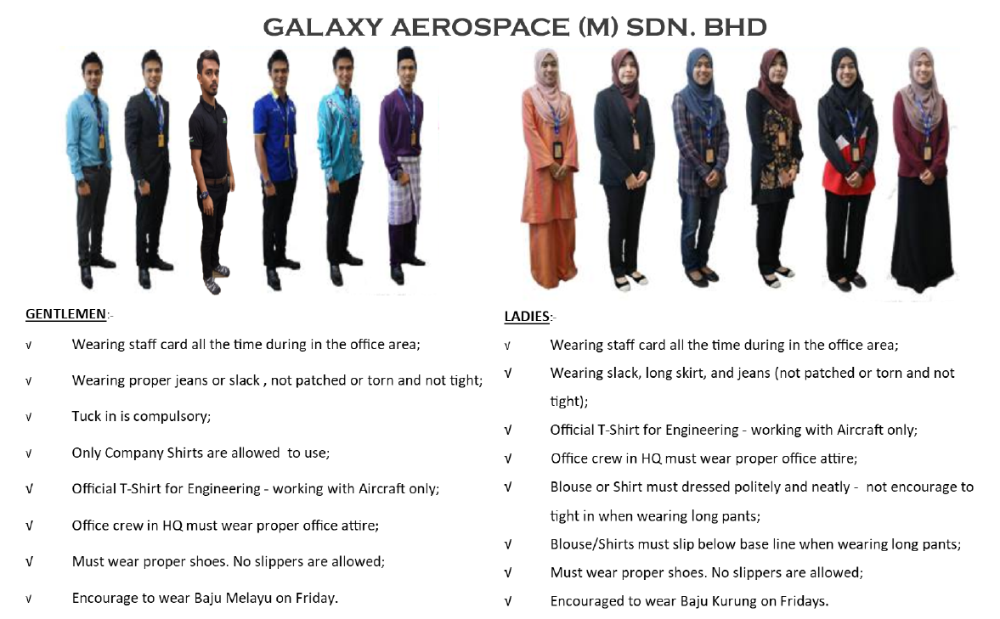 GALAXY AEROSPACE (M) SDN. BHD
GENTLEMEN:-
√ Wearing staff card all the time during in the office area;
√ Wearing proper jeans or slack , not patched or torn and not tight;
√ Tuck in is compulsory;
√ Only Company Shirts are allowed to use;
√ Official T-Shirt for Engineering - working with Aircraft only;
√ Office crew in HQ must wear proper office attire;
√ Must wear proper shoes. No slippers are allowed;
√ Encourage to wear Baju Melayu on Friday.
LADIES:-
√ Wearing staff card all the time during in the office area;
√ Wearing slack, long skirt, and jeans (not patched or torn and not
tight);
√ Official T-Shirt for Engineering - working with Aircraft only;
√ Office crew in HQ must wear proper office attire;
√ Blouse or Shirt must dressed politely and neatly - not encourage to
tight in when wearing long pants;
√ Blouse/Shirts must slip below base line when wearing long pants;
√ Must wear proper shoes. No slippers are allowed;
√ Encouraged to wear Baju Kurung on Fridays.